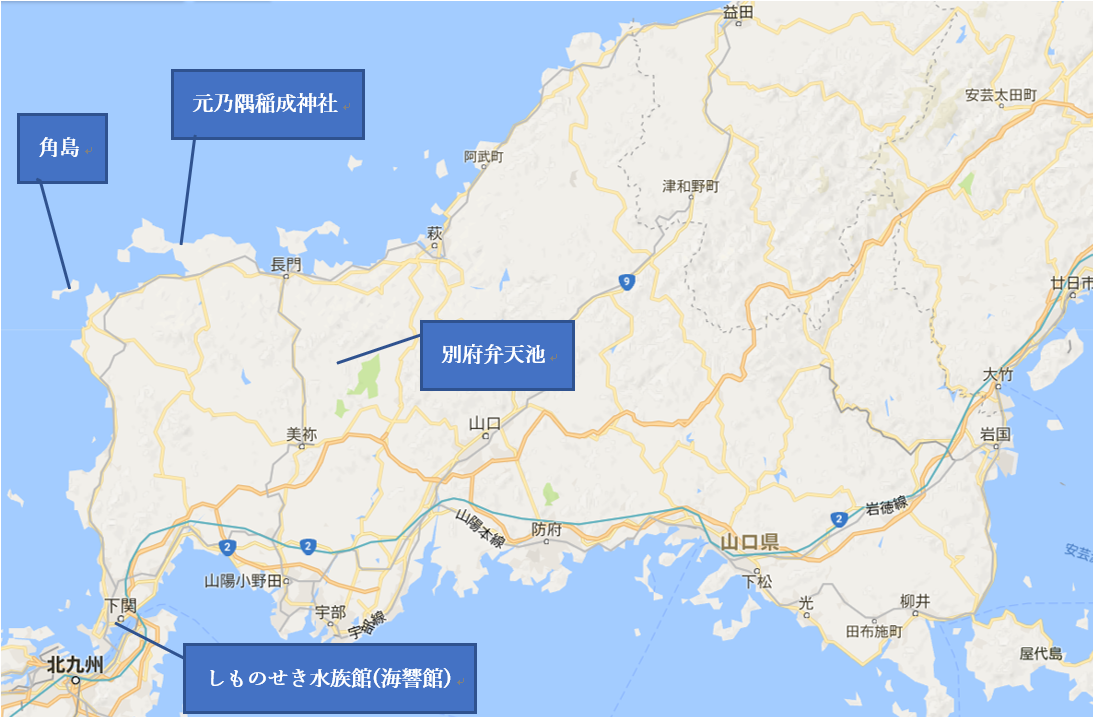 益田
元乃隅稲成神社
安芸太田町
角島
阿武町
津和野町
萩
長門
9
廿日市
別府弁天池
大竹
山口
美祢
岩国
岩徳線
2
山陽本線
防府
山口県
2
2
山陽小野田
下松
安芸
下関
宇部
宇部線
光
柳井
田布施町
屋代島
北九州
しものせき水族館(海響館)